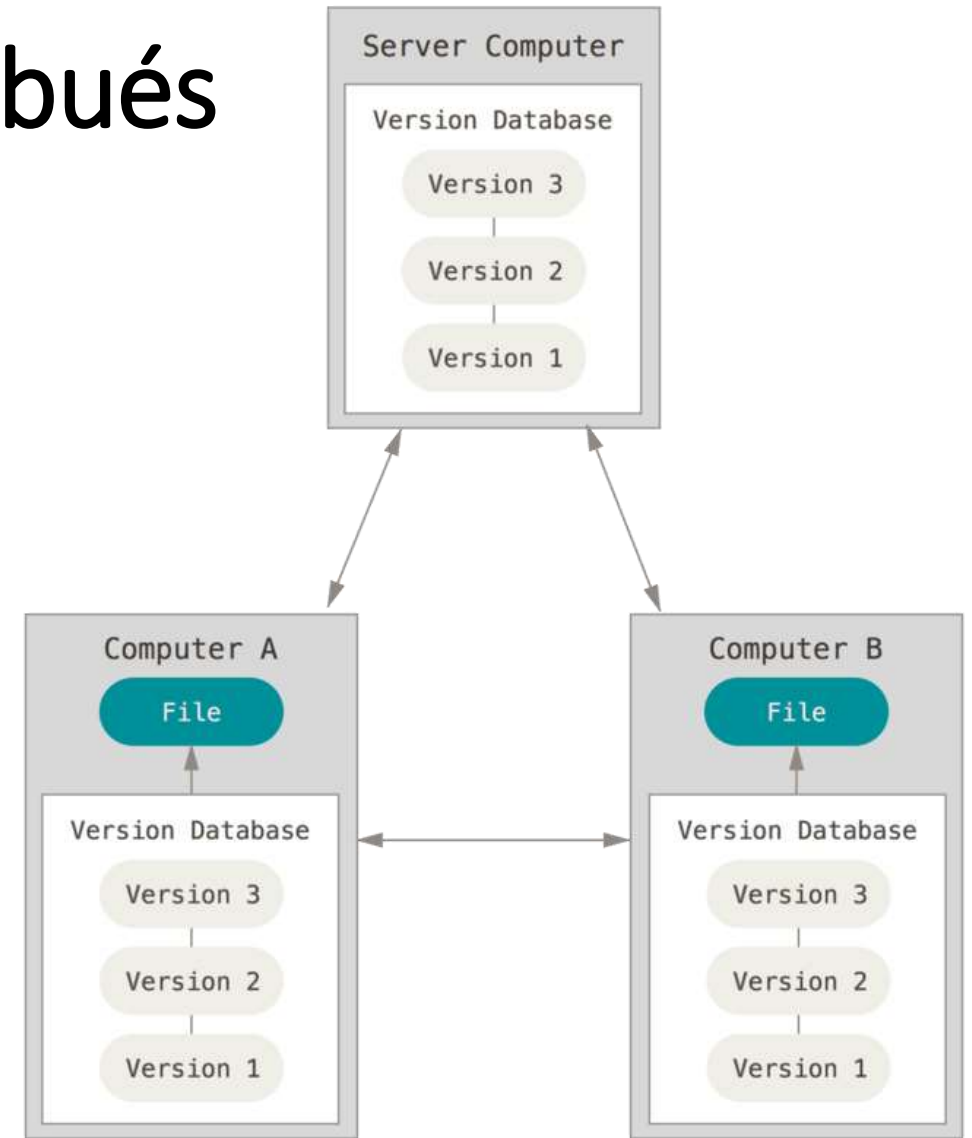 bués
Server Computer
Version Database
Version 3
Version 2
Version 1
Computer A
File
Version Database
Version 3
Version 2
Version 1
Computer B
File
Version Database
Version 3
Version 2
Version 1